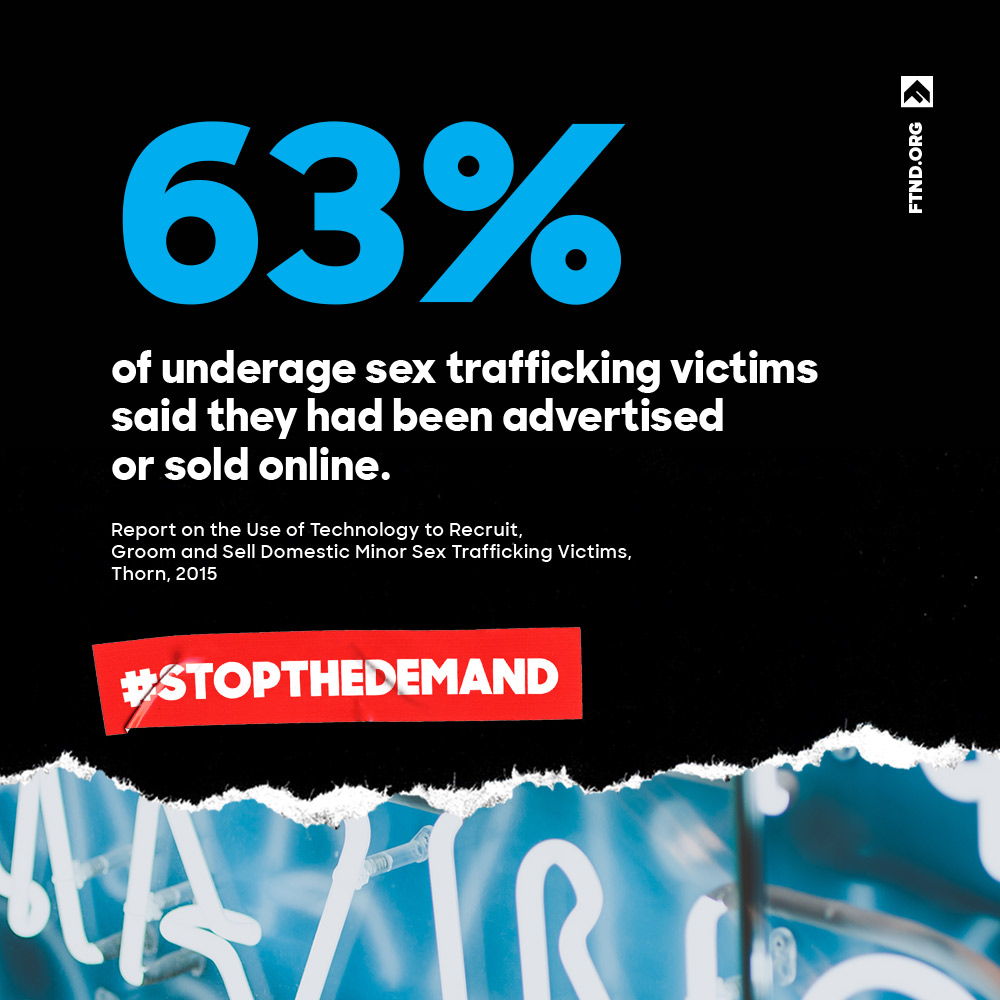 63%
of underage sex trafficking victims
said they had been advertised
or sold online.
Report on the Use of Technology to Recruit,
Groom and Sell Domestic Minor Sex Trafficking Victims,
Thorn, 2015
#STOPTHEDEMAND
FTND.ORG